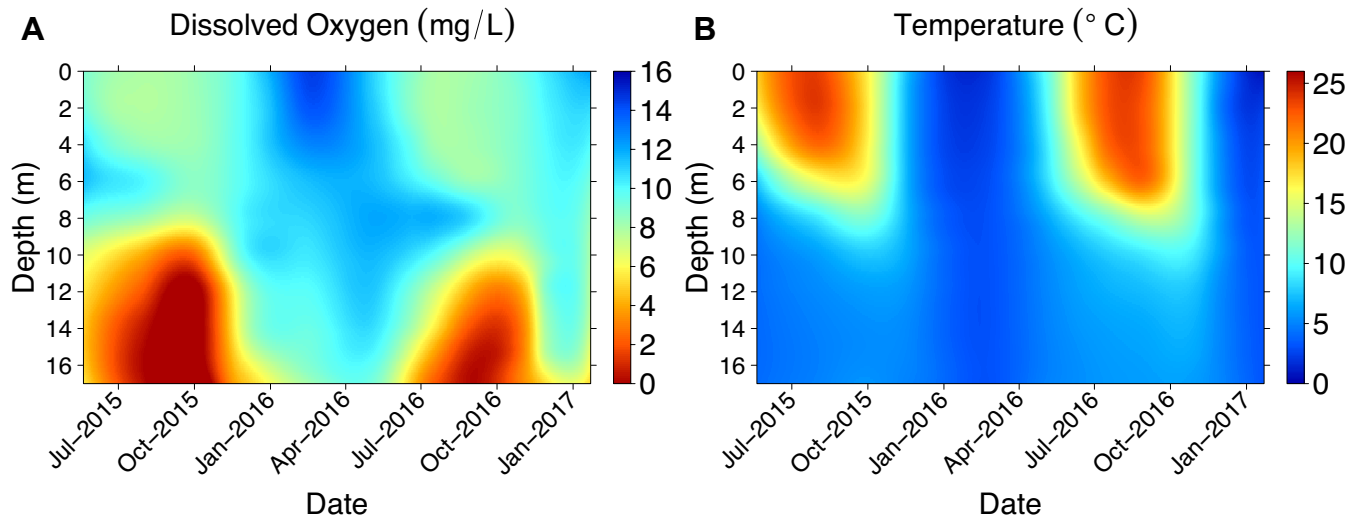 A
Dissolved Oxygen (mg/L)
0
2
4
6
8
10
12
14
16
Depth (m)
16
14
12
10
8
6
4
2
0
Jul–2015
Oct–2015
Jan–2016
Apr–2016
Jul–2016
Oct–2016
Jan–2017
Date
B
Temperature (° C)
0
2
4
6
8
10
12
14
16
Depth (m)
25
20
15
10
5
0
Jul–2015
Oct–2015
Jan–2016
Apr–2016
Jul–2016
Oct–2016
Jan–2017
Date